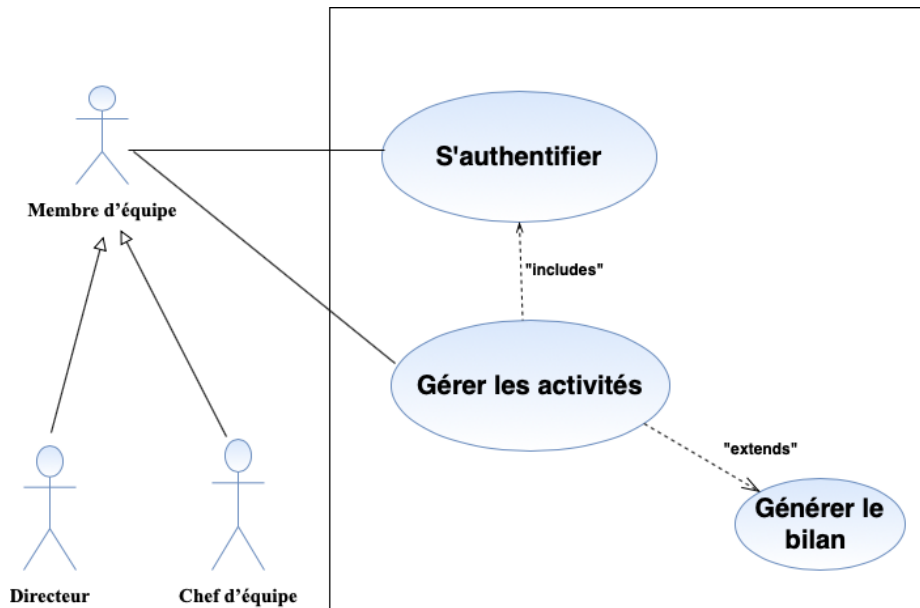 S'authentifier
Membre d’équipe
"includes"
Gérer les activités
"extends"
Générer le
bilan
Directeur
Chef d’équipe